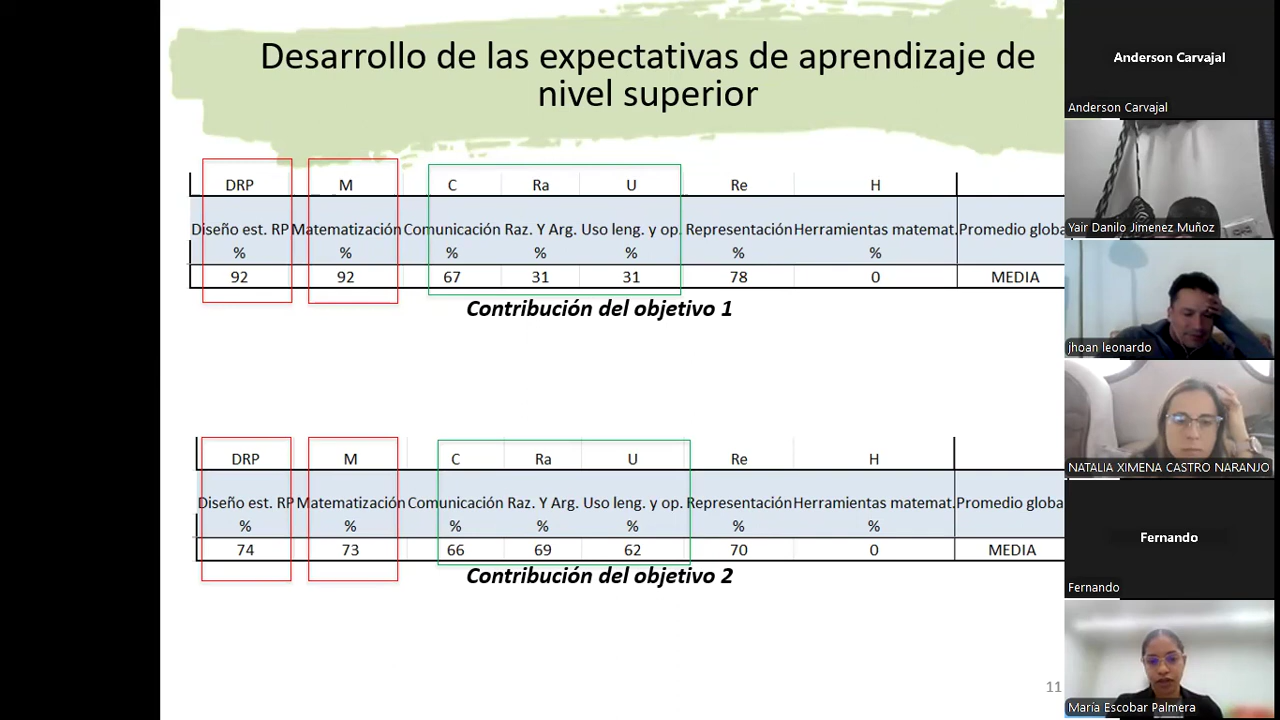 Desarrollo de las expectativas de aprendizaje de
nivel superior
DRP M C Ra U Re H
Diseño est. RP Matematización Comunicación Raz. Y Arg. Uso leng. y op. Representación Herramientas matemat. Promedio globa
% % % % % % %
92 92 67 31 31 78 0 MEDIA
Contribución del objetivo 1
DRP M C Ra U Re H
Diseño est. RP Matematización Comunicación Raz. Y Arg. Uso leng. y op. Representación Herramientas matemat. Promedio globa
% % % % % % %
74 73 66 69 62 70 0 MEDIA
Contribución del objetivo 2
11
Anderson Carvajal
Anderson Carvajal
Yair Danilo Jimenez Muñoz
jhoan leonardo
NATALIA XIMENA CASTRO NARANJO
Fernando
Fernando
María Escobar Palmera